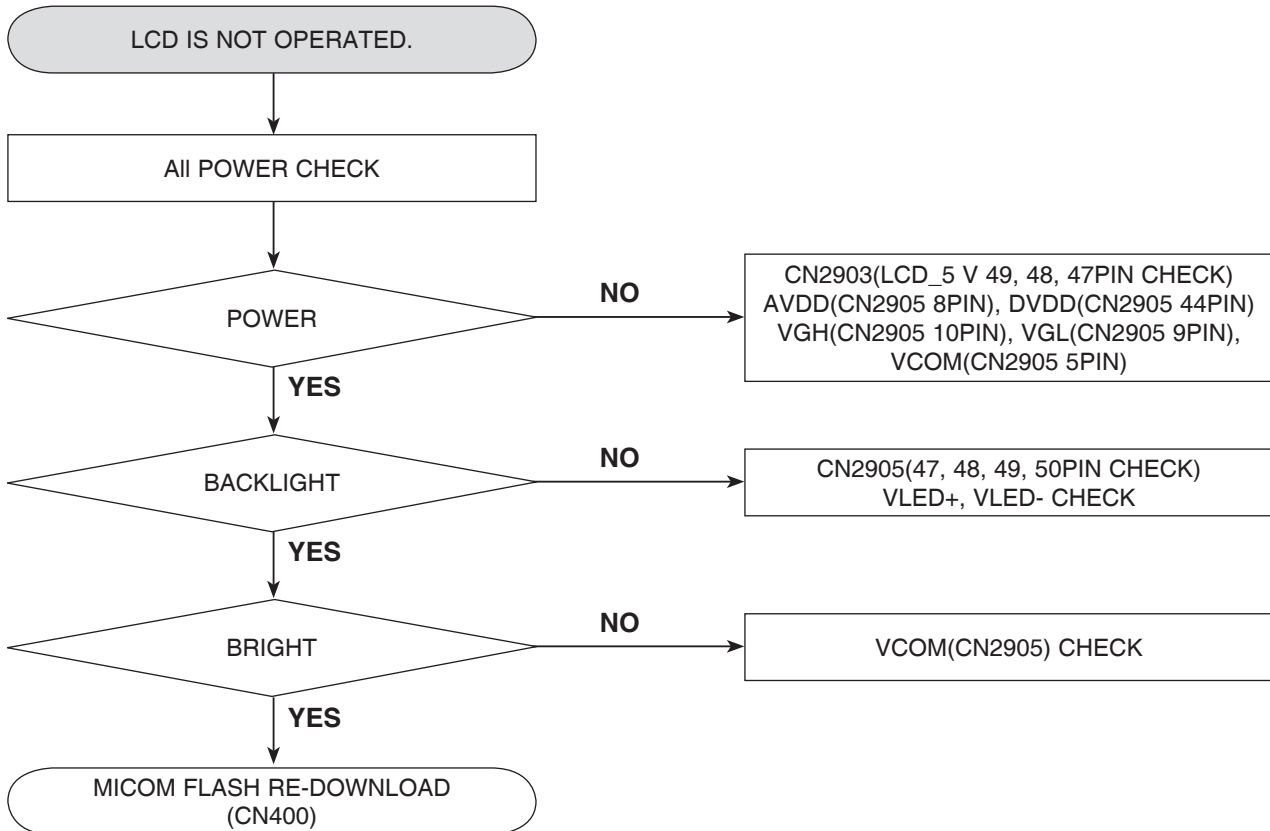 LCD IS NOT OPERATED.
All POWER CHECK
POWER
NO
CN2903(LCD_5 V 49, 48, 47PIN CHECK)
AVDD(CN2905 8PIN), DVDD(CN2905 44PIN)
VGH(CN2905 10PIN), VGL(CN2905 9PIN),
VCOM(CN2905 5PIN)
YES
BACKLIGHT
NO
CN2905(47, 48, 49, 50PIN CHECK)
VLED+, VLED- CHECK
YES
BRIGHT
NO
VCOM(CN2905) CHECK
YES
MICOM FLASH RE-DOWNLOAD
(CN400)